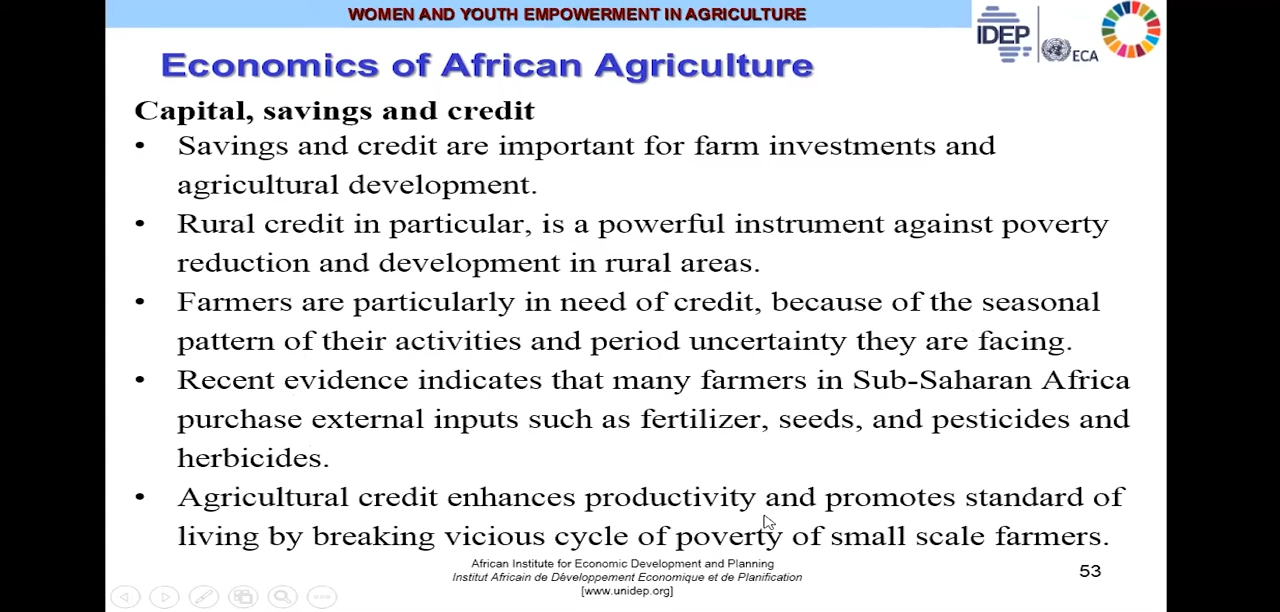 WOMEN AND YOUTH EMPOWERMENT IN AGRICULTURE
IDEP
ECA
Economics of African Agriculture
Capital, savings and credit
• Savings and credit are important for farm investments and
agricultural development.
• Rural credit in particular, is a powerful instrument against poverty
reduction and development in rural areas.
• Farmers are particularly in need of credit, because of the seasonal
pattern of their activities and period uncertainty they are facing.
• Recent evidence indicates that many farmers in Sub-Saharan Africa
purchase external inputs such as fertilizer, seeds, and pesticides and
herbicides.
• Agricultural credit enhances productivity and promotes standard of
living by breaking vicious cycle of poverty of small scale farmers.
African Institute for Economic Development and Planning
Institut Africain de Développement Economique et de Planification
[www.unidep.org]
53